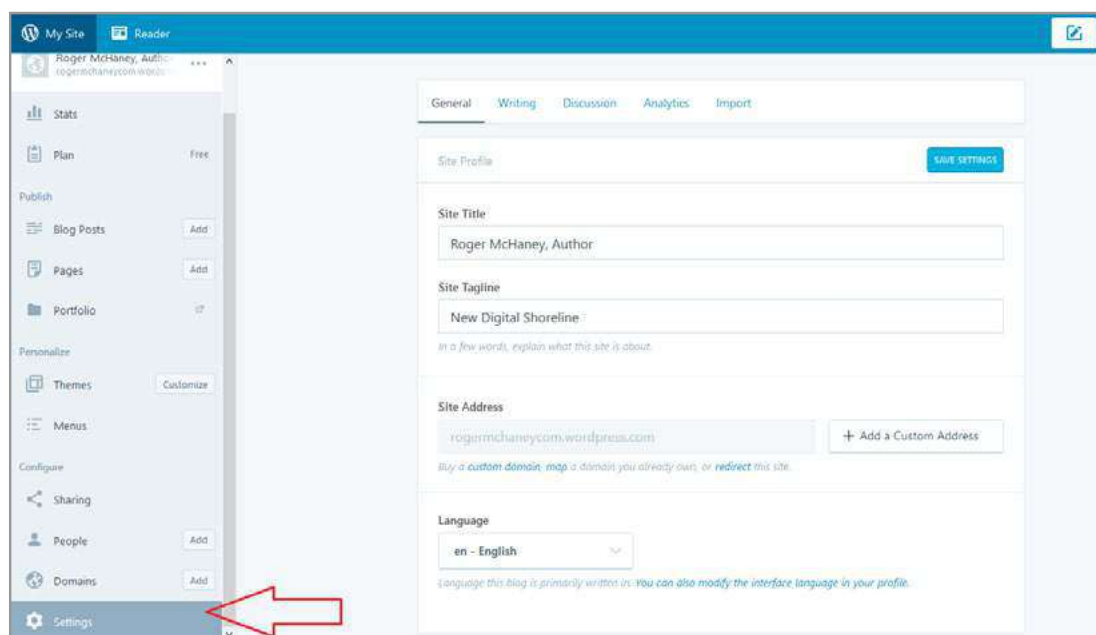 My Site
Reader
Roger McHaney, Autho
rogermchaneycom.wordp
Stats
Plan Free
Publish
Blog Posts Add
Pages Add
Portfolio
Personalize
Themes Customize
Menus
Configure
Sharing
People Add
Domains Add
Settings
General Writing Discussion Analytics Import
Site Profile SAVE SETTINGS
Site Title
Roger McHaney, Author
Site Tagline
New Digital Shoreline
In a few words, explain what this site is about.
Site Address
rogermchaneycom.wordpress.com + Add a Custom Address
Buy a custom domain, map a domain you already own, or redirect this site.
Language
en - English
Language this blog is primarily written in. You can also modify the interface language in your profile.